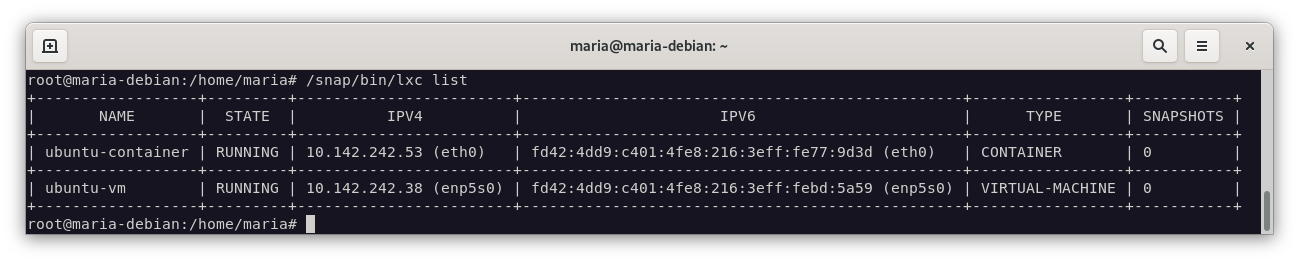 maria@maria-debian: ~
root@maria-debian:/home/maria# /snap/bin/lxc list
+------------------+---------+------------------------+-------------------------------------------------+-----------------+-----------+
|       NAME       |  STATE  |          IPV4          |                      IPV6                       |      TYPE       | SNAPSHOTS |
+------------------+---------+------------------------+-------------------------------------------------+-----------------+-----------+
| ubuntu-container | RUNNING | 10.142.242.53 (eth0)   | fd42:4dd9:c401:4fe8:216:3eff:fe77:9d3d (eth0)   | CONTAINER       | 0         |
+------------------+---------+------------------------+-------------------------------------------------+-----------------+-----------+
| ubuntu-vm        | RUNNING | 10.142.242.38 (enp5s0) | fd42:4dd9:c401:4fe8:216:3eff:febd:5a59 (enp5s0) | VIRTUAL-MACHINE | 0         |
+------------------+---------+------------------------+-------------------------------------------------+-----------------+-----------+
root@maria-debian:/home/maria#